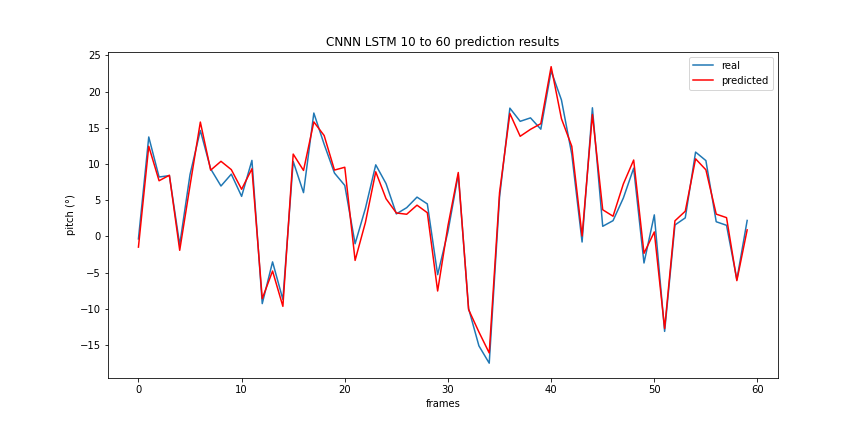 CNNN LSTM 10 to 60 prediction results
real
predicted
pitch (°)
25
20
15
10
5
0
−5
−10
−15
0 10 20 30 40 50 60
frames